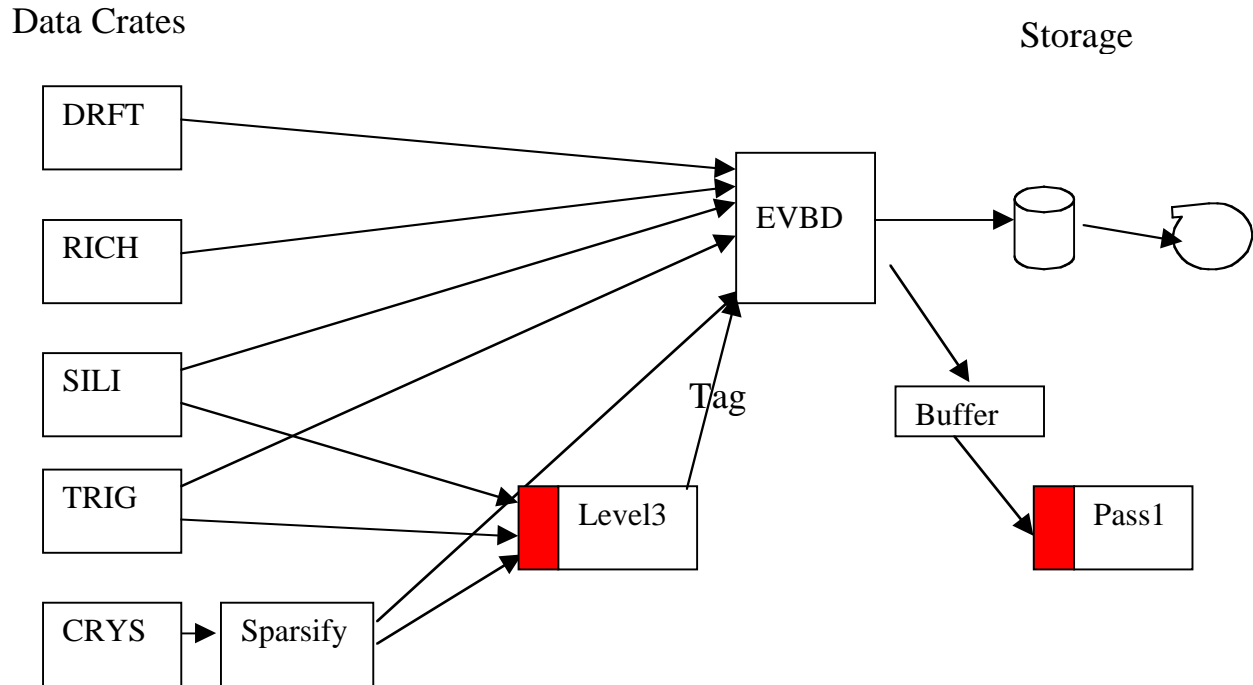 Data Crates
Storage
DRFT
EVBD
RICH
SILI
Tag
Buffer
TRIG
Level3
Pass1
CRYS
Sparsify